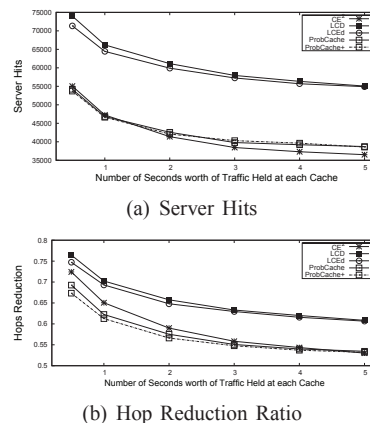 75000
70000
65000
60000
55000
50000
45000
40000
35000
Server Hits
CE²
LCD
LCEd
ProbCache
ProbCache+
1 2 3 4 5
Number of Seconds worth of Traffic Held at each Cache
(a) Server Hits
0.8
0.75
0.7
0.65
0.6
0.55
0.5
Hops Reduction
CE²
LCD
LCEd
ProbCache
ProbCache+
1 2 3 4 5
Number of Seconds worth of Traffic Held at each Cache
(b) Hop Reduction Ratio